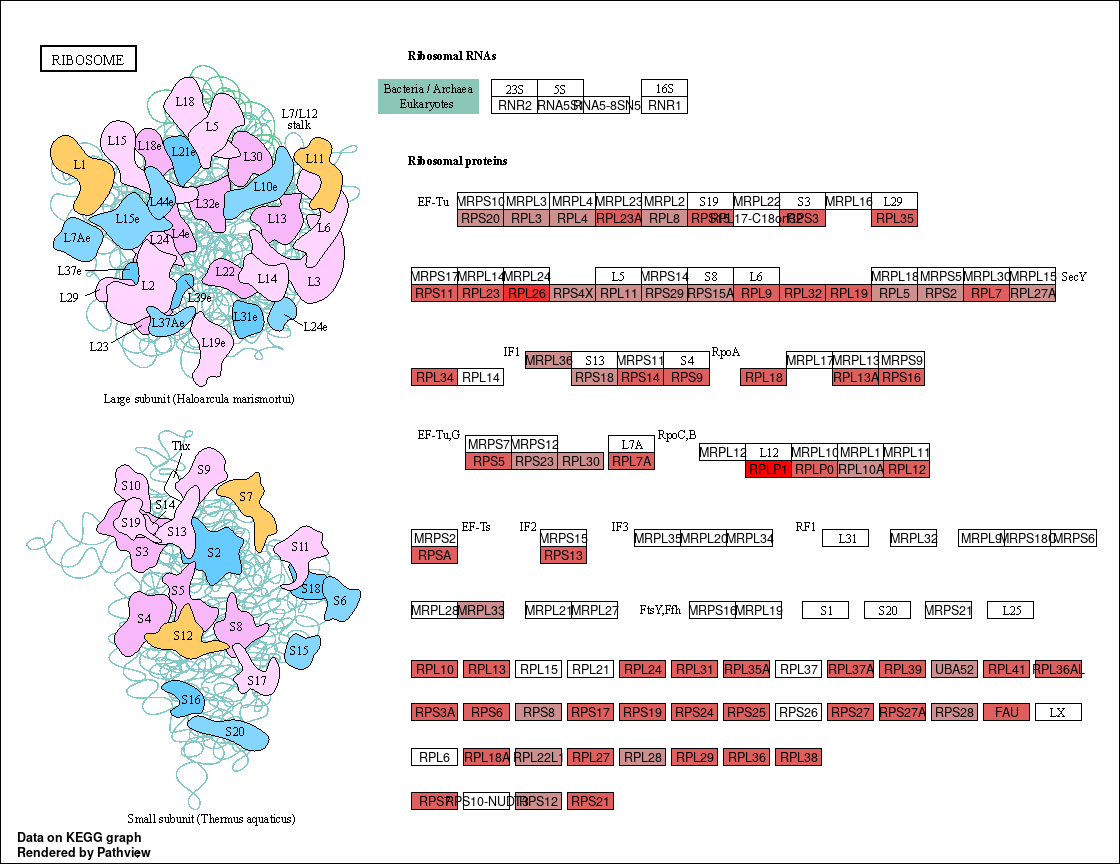 RIBOSOME
Ribosomal RNAs
Bacteria / Archaea
Eukaryotes
23S 5S 16S
RNR2 RNA5S1 RNA5-8SN5 RNR1
Ribosomal proteins
EF-Tu MRPS10 MRPL3 MRPL4 MRPL23 MRPL2 S19 MRPL22 S3 MRPL16 L29
RPS20 RPL3 RPL4 RPL23A RPL8 RPL17-C18orf32 RPS3 RPL35
MRPS17 MRPL14 MRPL24 L5 MRPS14 S8 L6 MRPL18 MRPS5 MRPL30 MRPL15 SecY
RPS11 RPL23 RPL26 RPS4X RPL11 RPS29 RPS15A RPL9 RPL32 RPL19 RPL5 RPS2 RPL7 RPL27A
IF1 MRPL36 S13 MRPS11 S4 RpoA MRPL17 MRPL13 MRPS9
RPL34 RPL14 RPS18 RPS14 RPS9 RPL18 RPL13A RPS16
EF-Tu,G MRPS7 MRPS12 L7A RpoC,B MRPL12 L12 MRPL10 MRPL1 MRPL11
RPS5 RPS23 RPL30 RPL7A RPLP1 RPLP0 RPL10A RPL12
MRPS2 EF-Ts IF2 MRPS15 IF3 MRPL35 MRPL20 MRPL34 RF1 L31 MRPL32 MRPL9 MRPS18C MRPS6
RPSA RPS13
MRPL28 MRPL33 MRPL21 MRPL27 FtsY,Ffh MRPS16 MRPL19 S1 S20 MRPS21 L25
RPL10 RPL13 RPL15 RPL21 RPL24 RPL31 RPL35A RPL37 RPL37A RPL39 UBA52 RPL41 RPL36AL
RPS3A RPS6 RPS8 RPS17 RPS19 RPS24 RPS25 RPS26 RPS27 RPS27A RPS28 FAU LX
RPL6 RPL18A RPL22L1 RPL27 RPL28 RPL29 RPL36 RPL38
RPS7 RPS10-NUDT3 RPS12 RPS21
L18
L5
L7/L12
stalk
L15
L18e
L21e
L30
L11
L1
L10e
L44e
L32e
L15e
L13
L6
L7Ae
L24
L4e
L37e
L22
L14
L3
L2
L29
L39e
L37Ae
L31e
L24e
L23
L19e
Large subunit (Haloarcula marismortui)
Thx
S9
S10
S7
S14
S19
S13
S3
S2
S11
S5
S18
S6
S4
S12
S8
S15
S17
S16
S20
Small subunit (Thermus aquaticus)
Data on KEGG graph
Rendered by Pathview